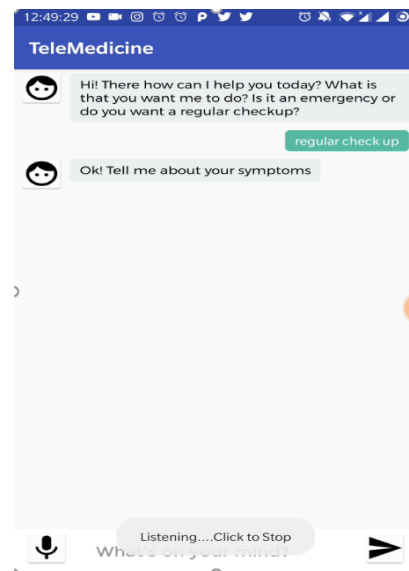 12:49:29
TeleMedicine
Hi! There how can I help you today? What is
that you want me to do? Is it an emergency or
do you want a regular checkup?
regular check up
Ok! Tell me about your symptoms
Listening....Click to Stop
What's on your mind?